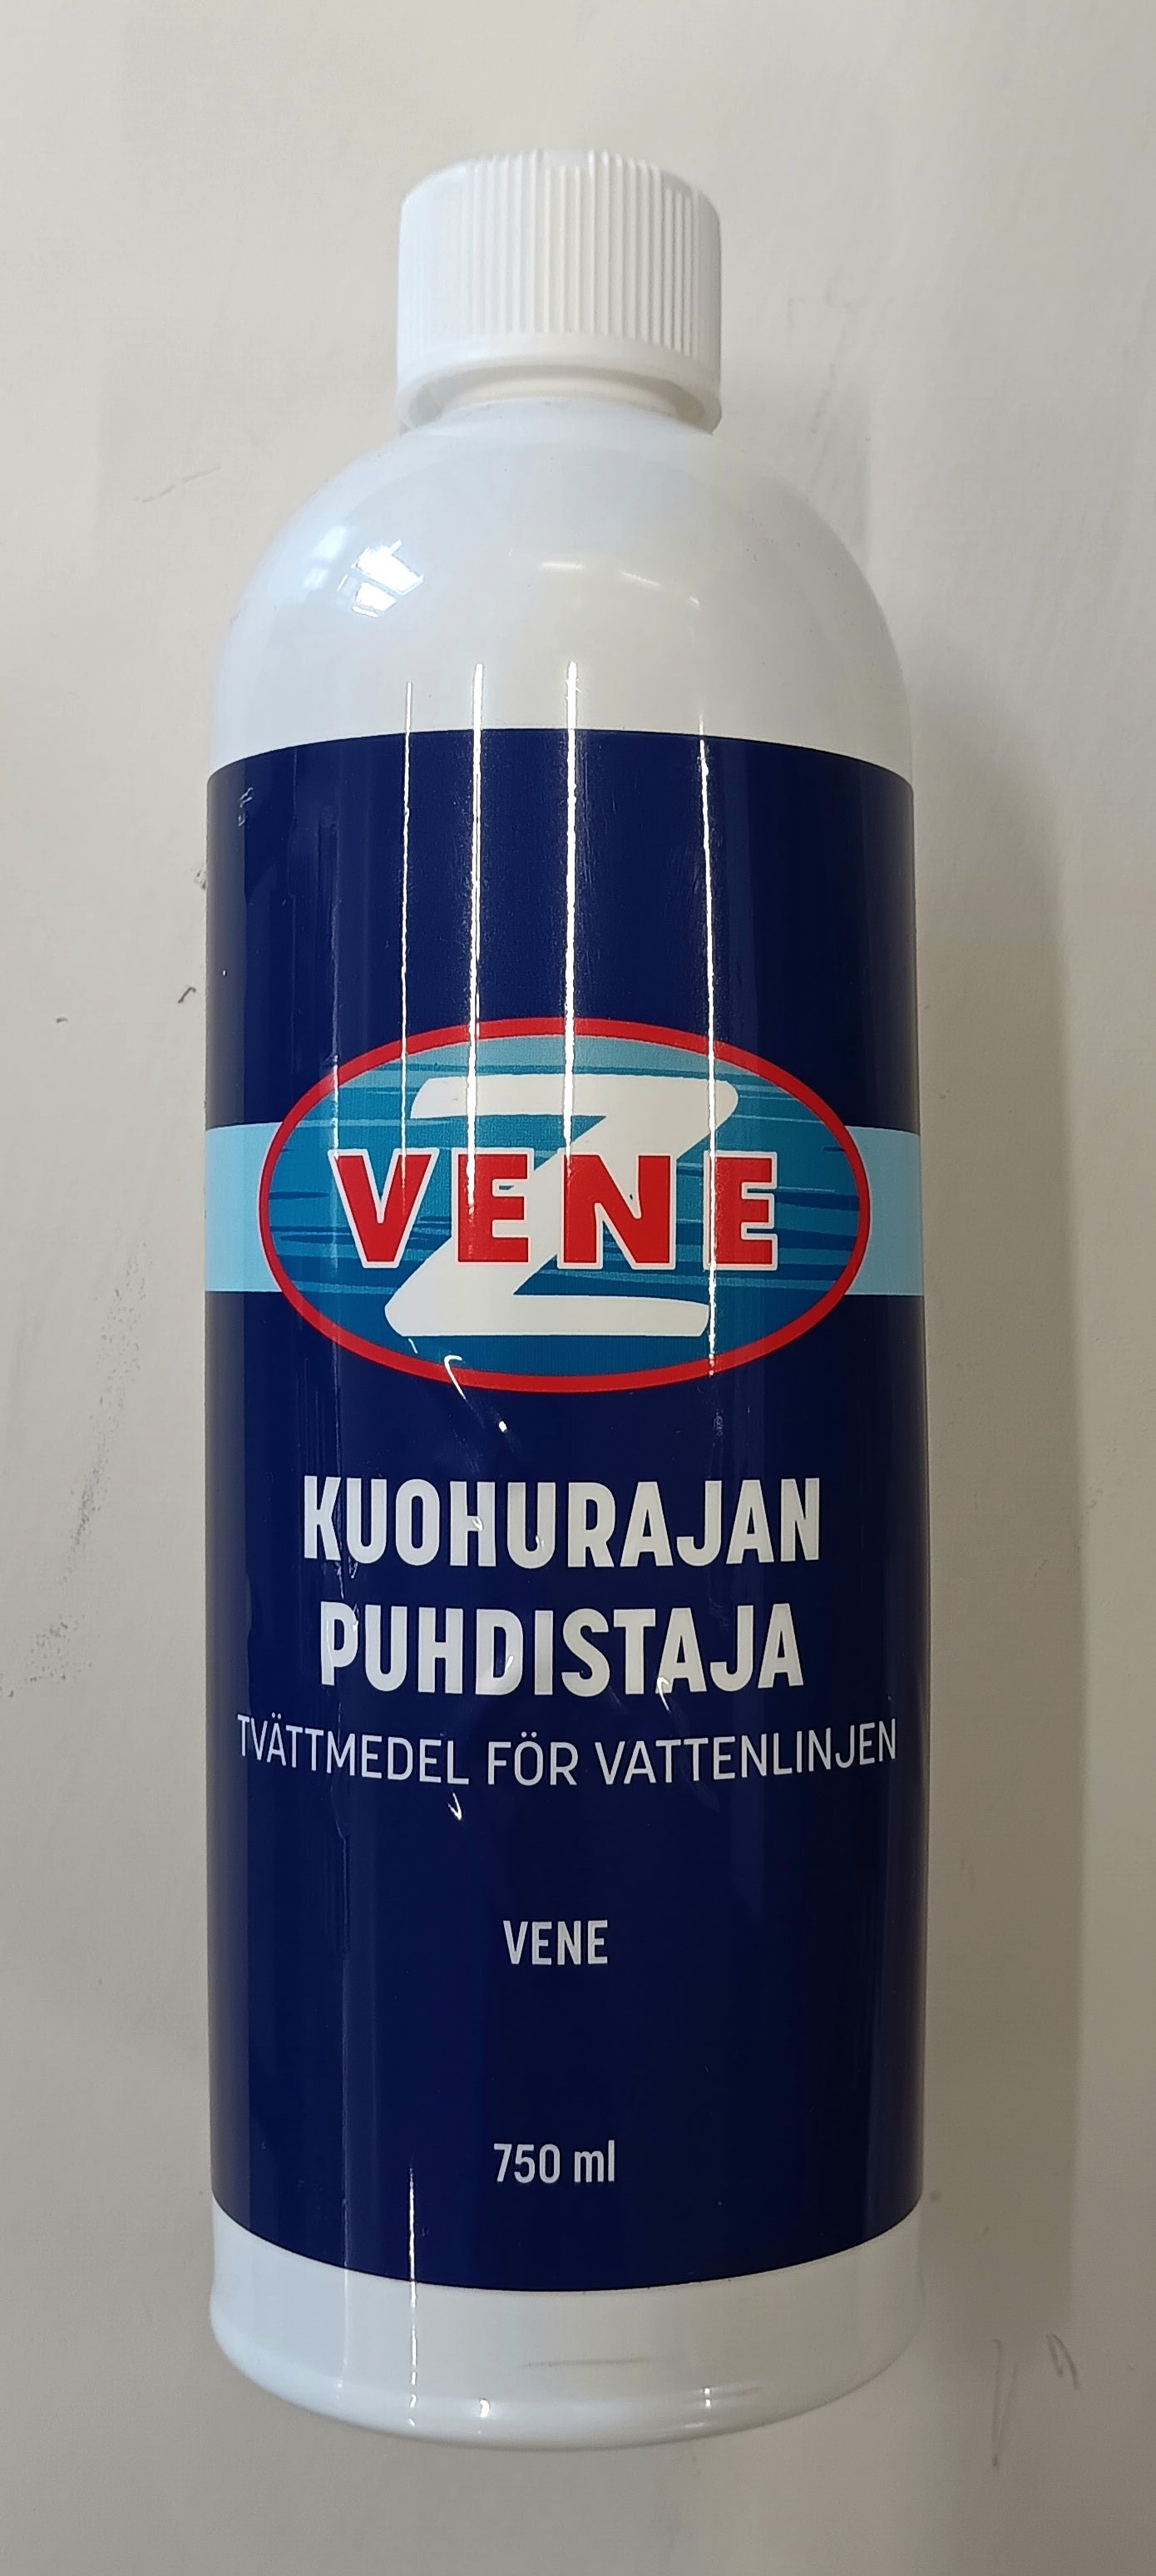 Z
VENE
KUOHURAJAN
PUHDISTAJA
TVÄTTMEDEL FÖR VATTENLINJEN
VENE
750 ml